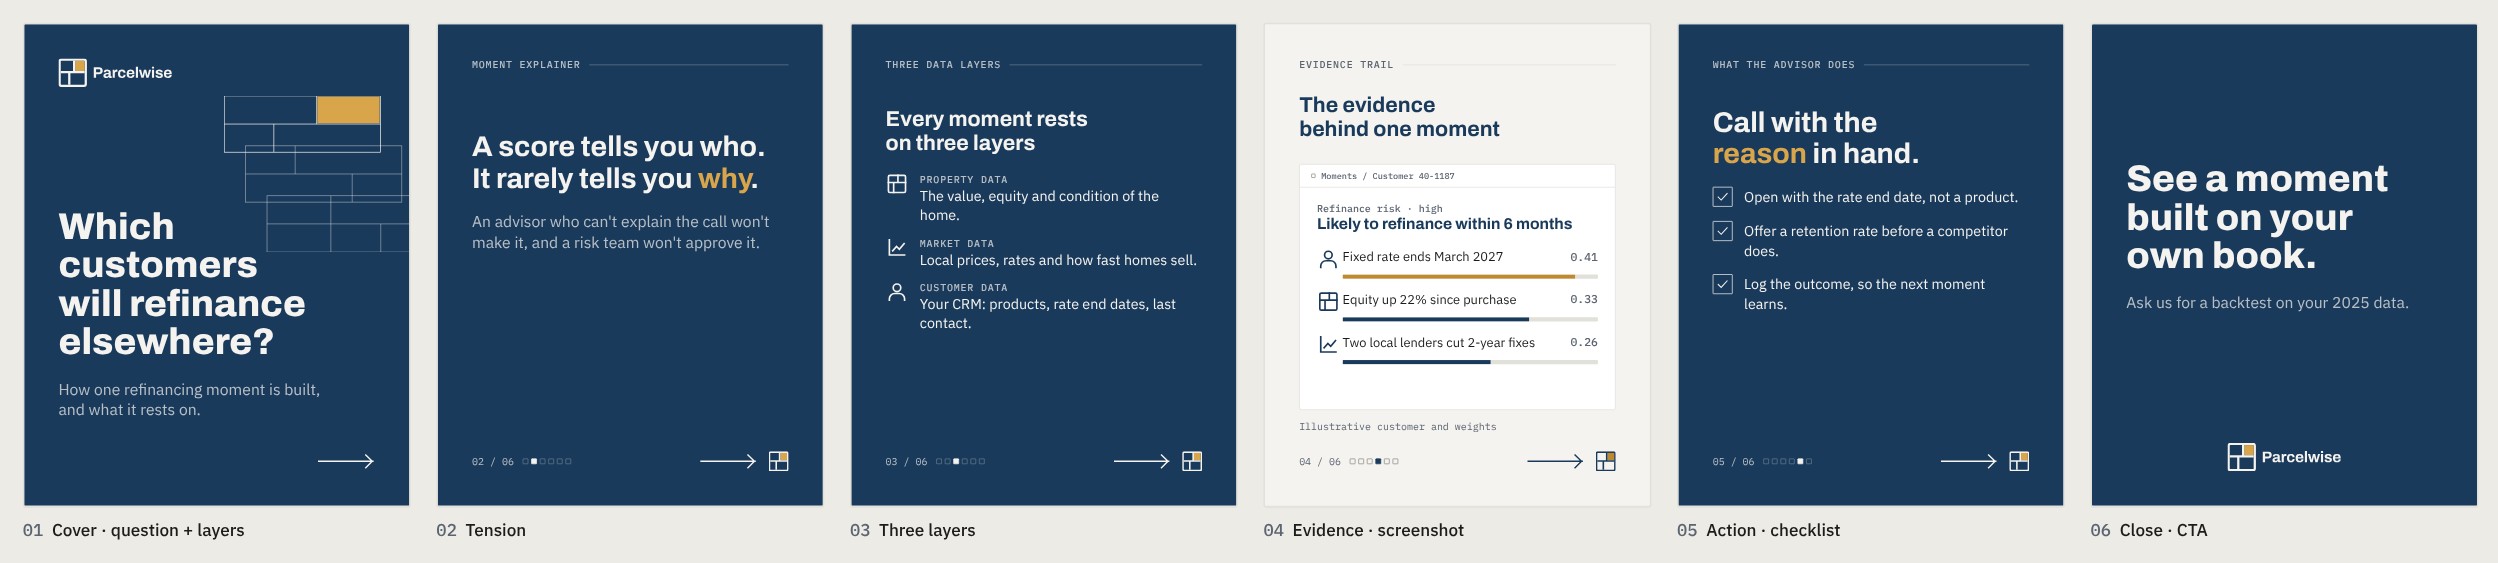 Parcelwise
Which
customers
will refinance
elsewhere?
How one refinancing moment is built,
and what it rests on.
01 Cover · question + layers
MOMENT EXPLAINER
A score tells you who.
It rarely tells you why.
An advisor who can't explain the call won't
make it, and a risk team won't approve it.
02 / 06
02 Tension
THREE DATA LAYERS
Every moment rests
on three layers
PROPERTY DATA
The value, equity and condition of the
home.
MARKET DATA
Local prices, rates and how fast homes sell.
CUSTOMER DATA
Your CRM: products, rate end dates, last
contact.
03 / 06
03 Three layers
EVIDENCE TRAIL
The evidence
behind one moment
Moments / Customer 40-1187
Refinance risk · high
Likely to refinance within 6 months
Fixed rate ends March 2027 0.41
Equity up 22% since purchase 0.33
Two local lenders cut 2-year fixes 0.26
Illustrative customer and weights
04 / 06
04 Evidence · screenshot
WHAT THE ADVISOR DOES
Call with the
reason in hand.
Open with the rate end date, not a product.
Offer a retention rate before a competitor
does.
Log the outcome, so the next moment
learns.
05 / 06
05 Action · checklist
See a moment
built on your
own book.
Ask us for a backtest on your 2025 data.
Parcelwise
06 Close · CTA